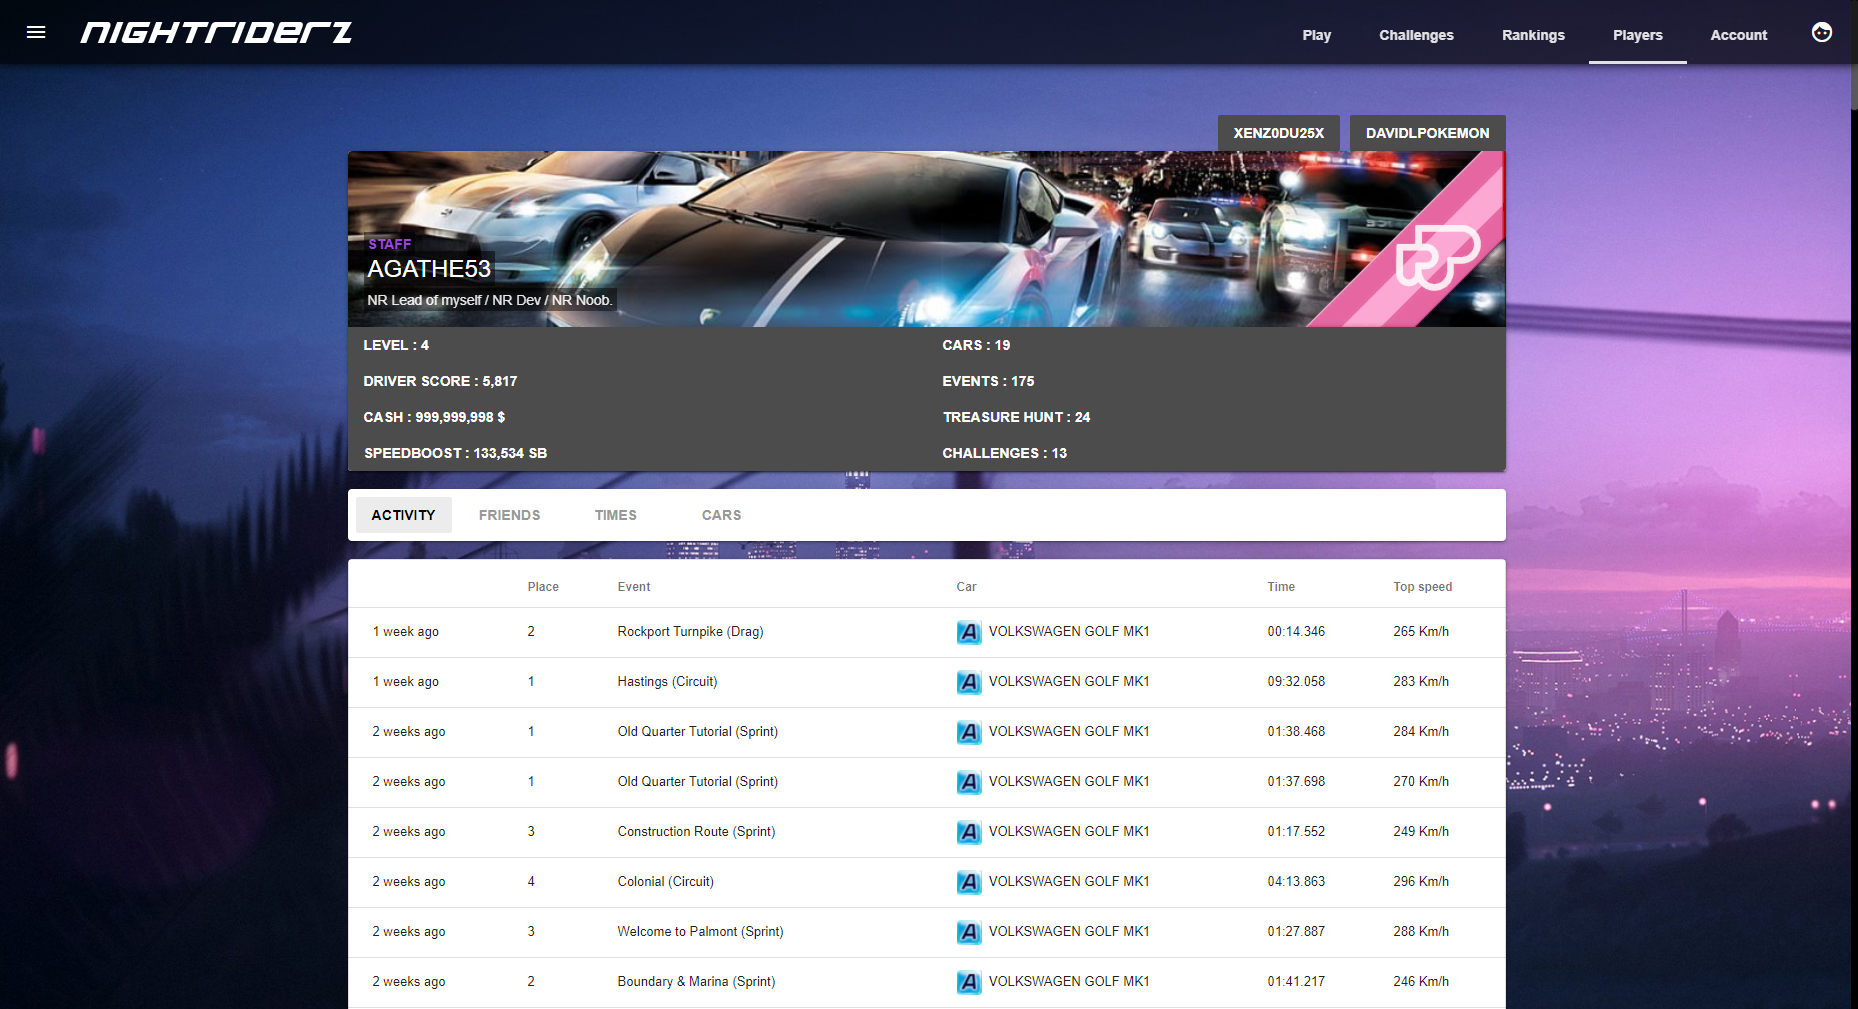 NIGHTRIDERZ
Play Challenges Rankings Players Account
XENZ0DU25X DAVIDLPOKEMON
STAFF
AGATHE53
NR Lead of myself / NR Dev / NR Noob.
LEVEL : 4 CARS : 19
DRIVER SCORE : 5,817 EVENTS : 175
CASH : 999,999,998 $ TREASURE HUNT : 24
SPEEDBOOST : 133,534 SB CHALLENGES : 13
ACTIVITY FRIENDS TIMES CARS
Place Event Car Time Top speed
1 week ago 2 Rockport Turnpike (Drag) A VOLKSWAGEN GOLF MK1 00:14.346 265 Km/h
1 week ago 1 Hastings (Circuit) A VOLKSWAGEN GOLF MK1 09:32.058 283 Km/h
2 weeks ago 1 Old Quarter Tutorial (Sprint) A VOLKSWAGEN GOLF MK1 01:38.468 284 Km/h
2 weeks ago 1 Old Quarter Tutorial (Sprint) A VOLKSWAGEN GOLF MK1 01:37.698 270 Km/h
2 weeks ago 3 Construction Route (Sprint) A VOLKSWAGEN GOLF MK1 01:17.552 249 Km/h
2 weeks ago 4 Colonial (Circuit) A VOLKSWAGEN GOLF MK1 04:13.863 296 Km/h
2 weeks ago 3 Welcome to Palmont (Sprint) A VOLKSWAGEN GOLF MK1 01:27.887 288 Km/h
2 weeks ago 2 Boundary & Marina (Sprint) A VOLKSWAGEN GOLF MK1 01:41.217 246 Km/h